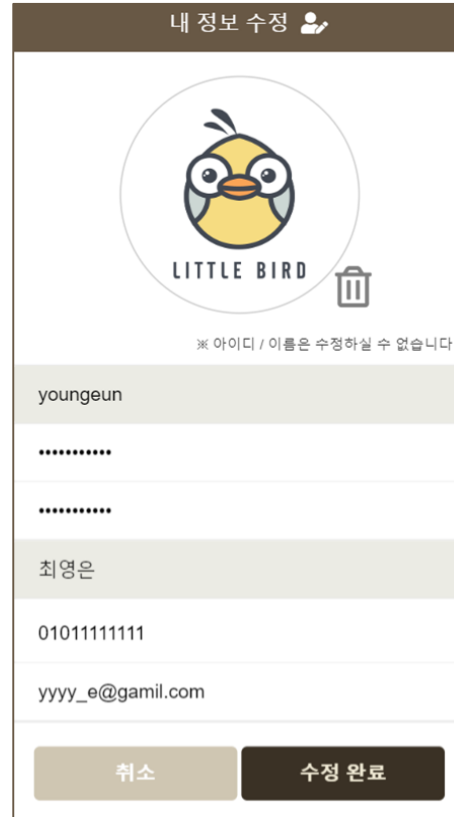 내 정보 수정
LITTLE BIRD
※ 아이디 / 이름은 수정하실 수 없습니다
youngeun
•••••••••••
•••••••••••
최영은
01011111111
yyyy_e@gamil.com
취소
수정 완료